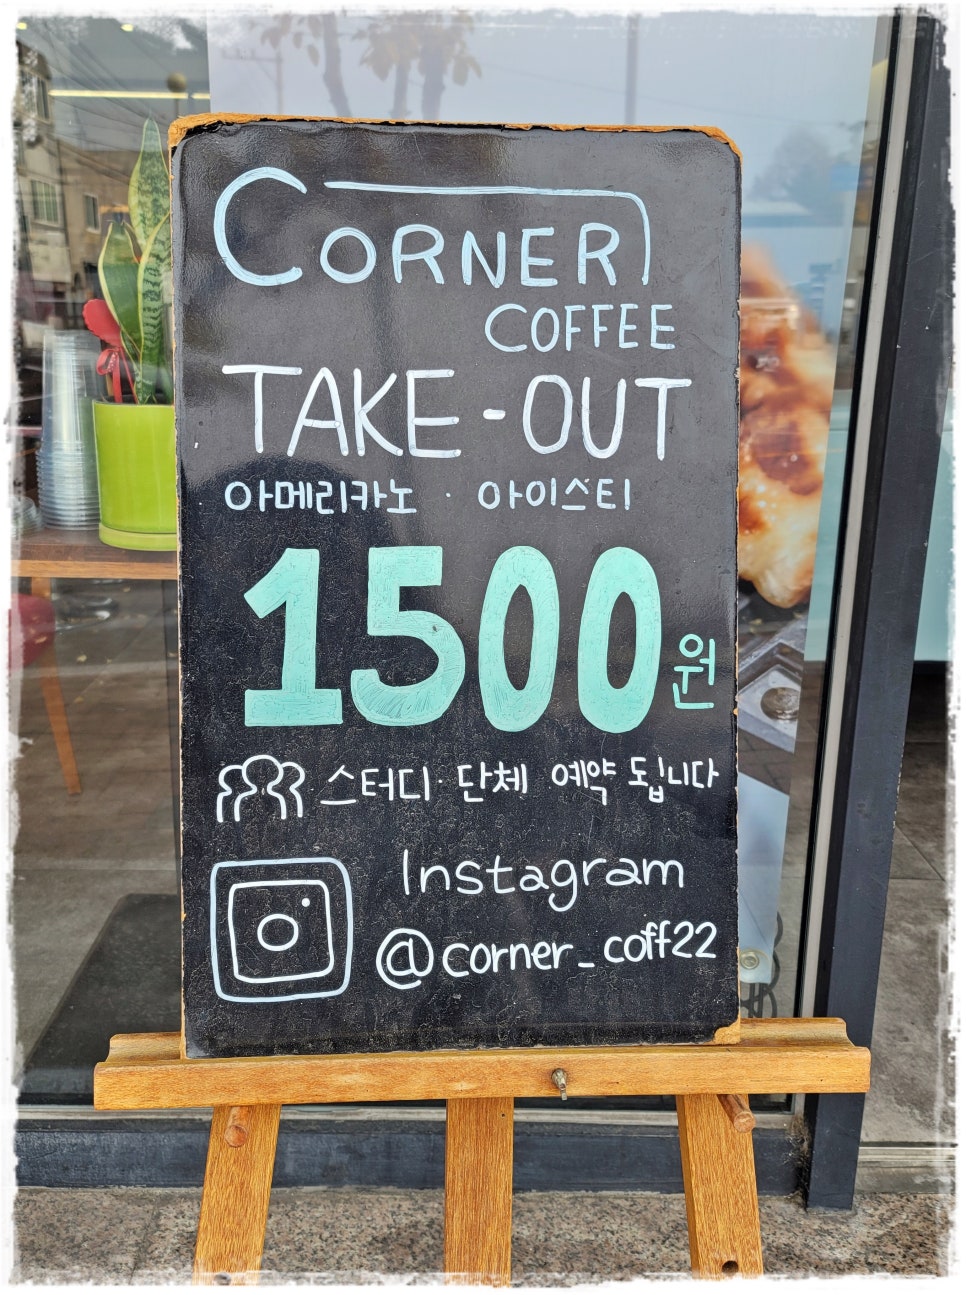 CORNER
COFFEE
TAKE-OUT
아메리카노 · 아이스티
1500원
스터디·단체 예약 됩니다
Instagram
@corner_coff22